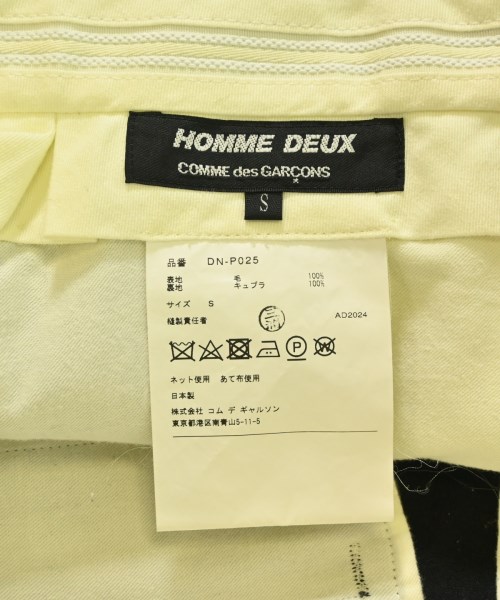 HOMME DEUX
COMME des GARÇONS
S
品番 DN-P025
表地 毛 100%
裏地 キュプラ 100%
サイズ S
縫製責任者 AD2024
P W
ネット使用 あて布使用
日本製
株式会社 コム デ ギャルソン
東京都港区南青山5-11-5